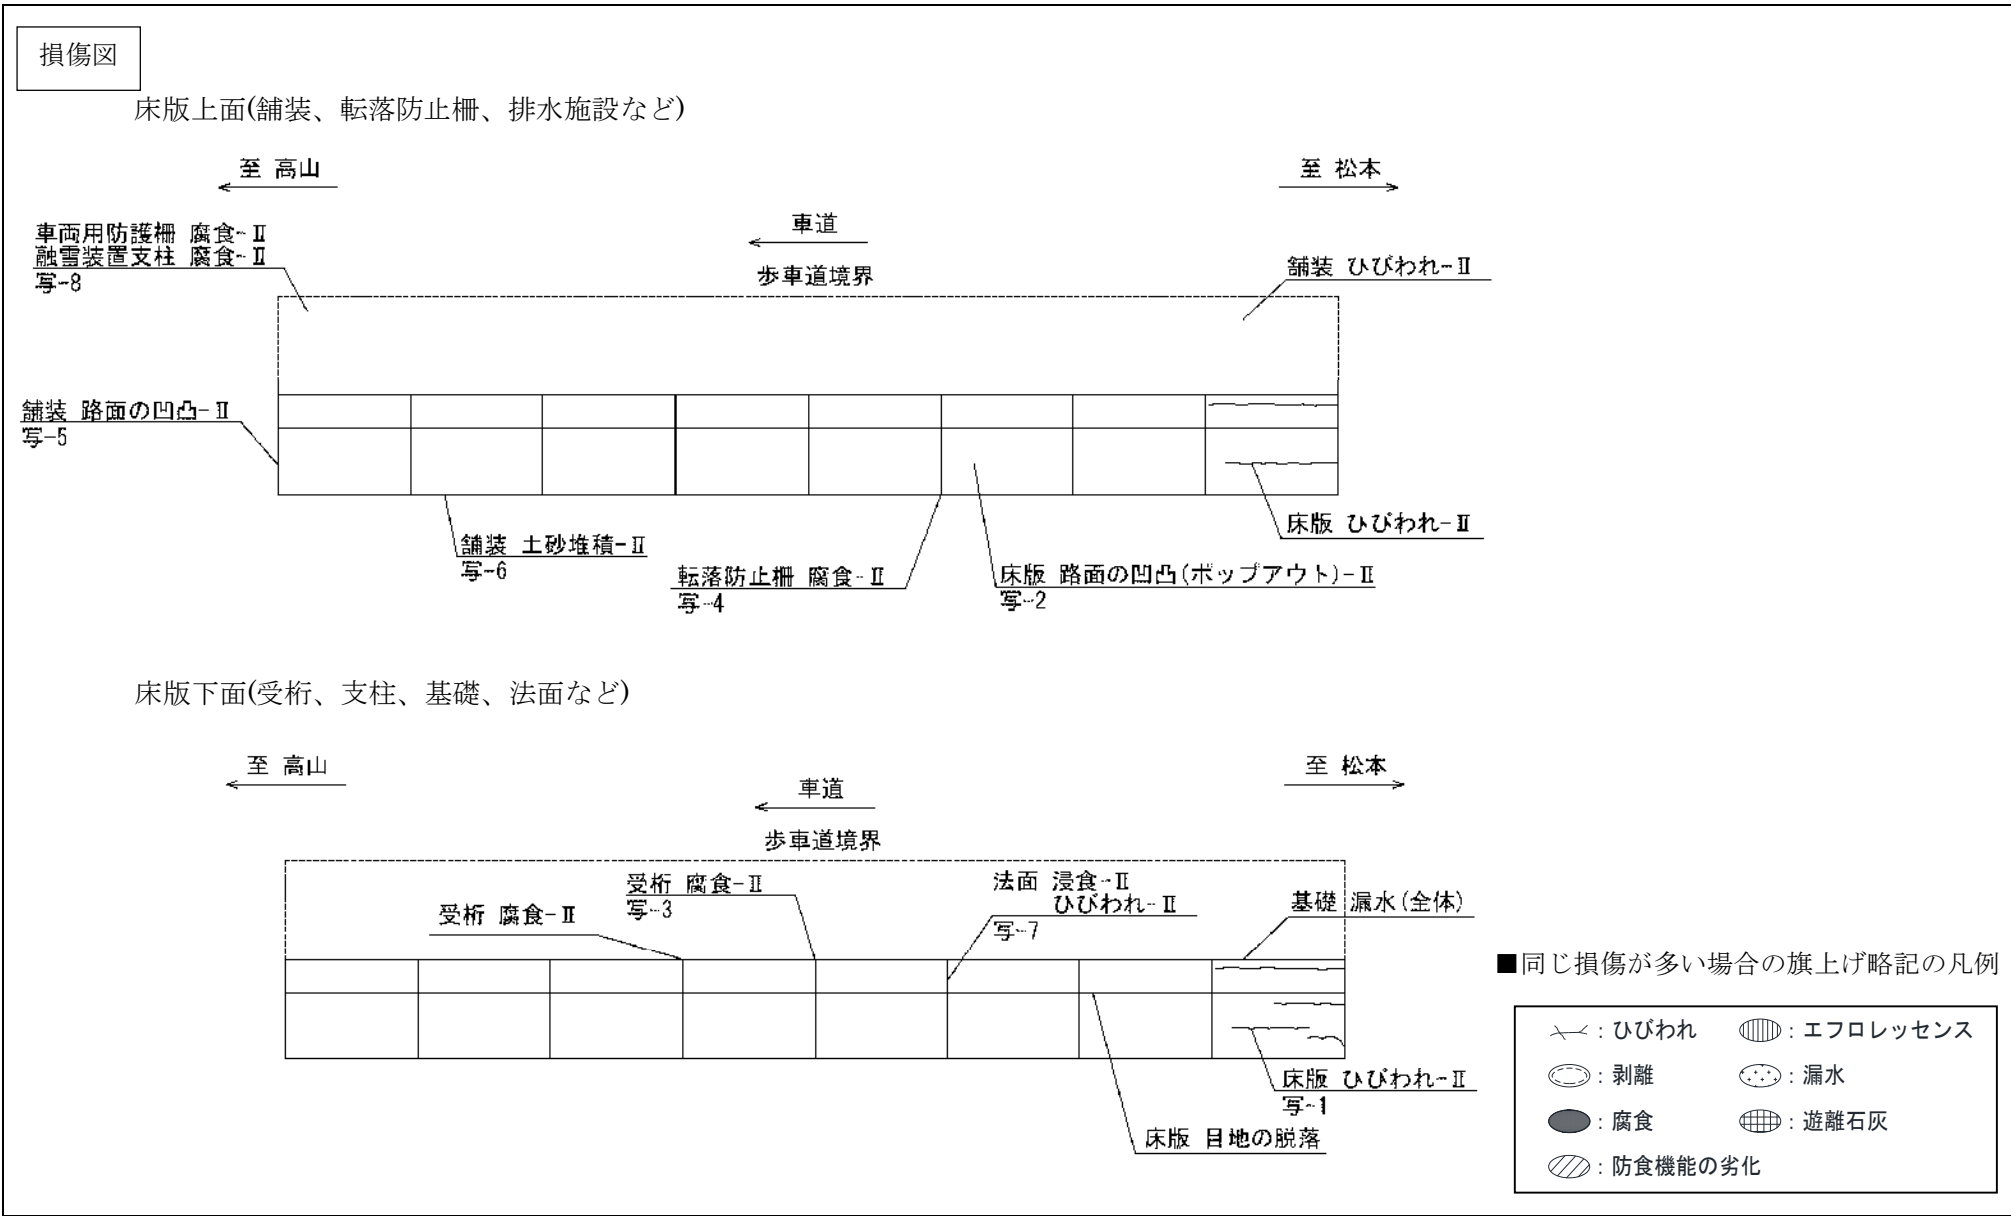 損傷図
床版上面(舗装、転落防止柵、排水施設など)
至 高山
至 松本
車道
歩車道境界
車両用防護柵 腐食-Ⅱ
融雪装置支柱 腐食-Ⅱ
写-8
舗装 ひびわれ-Ⅱ
舗装 路面の凹凸-Ⅱ
写-5
床版 ひびわれ-Ⅱ
舗装 土砂堆積-Ⅱ
写-6
転落防止柵 腐食-Ⅱ
写-4
床版 路面の凹凸(ポップアウト)-Ⅱ
写-2
床版下面(受桁、支柱、基礎、法面など)
至 高山
至 松本
車道
歩車道境界
受桁 腐食-Ⅱ
受桁 腐食-Ⅱ
写-3
法面 浸食-Ⅱ
ひびわれ-Ⅱ
写-7
基礎 漏水(全体)
床版 ひびわれ-Ⅱ
写-1
床版 目地の脱落
■同じ損傷が多い場合の旗上げ略記の凡例
：ひびわれ ：エフロレッセンス
：剥離 ：漏水
：腐食 ：遊離石灰
：防食機能の劣化